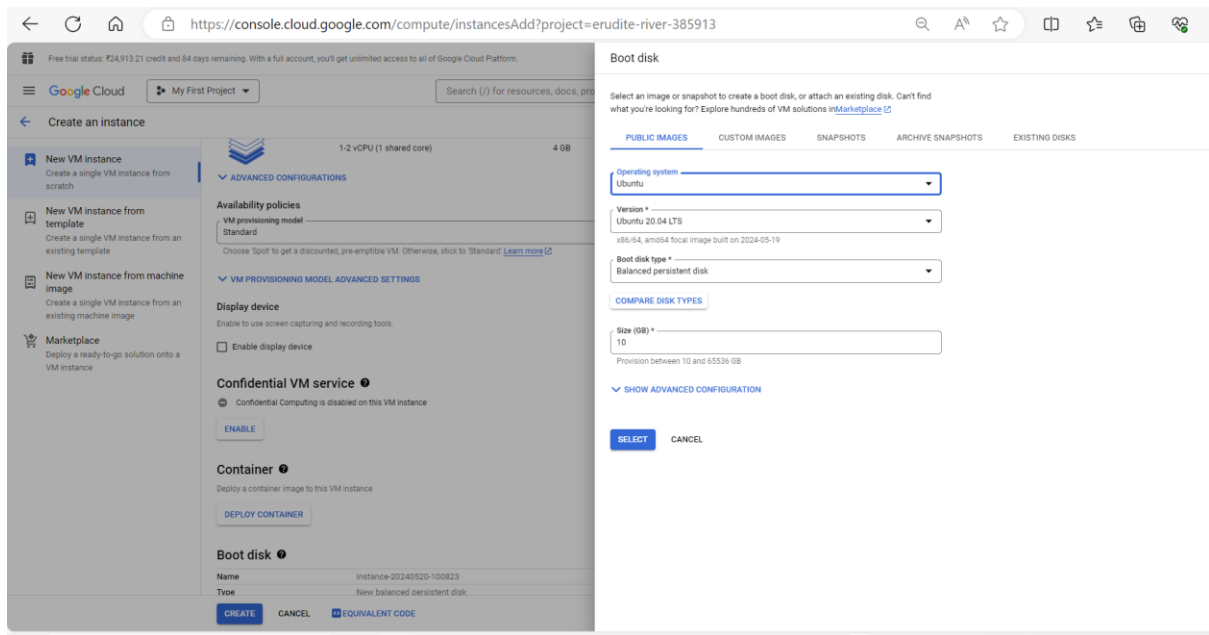 https://console.cloud.google.com/compute/instancesAdd?project=erudite-river-385913
Free trial status: ₹24,913.21 credit and 84 days remaining. With a full account, you'll get unlimited access to all of Google Cloud Platform.
Google Cloud
My First Project
Search (/) for resources, docs, pro
Create an instance
New VM instance
Create a single VM instance from
scratch
New VM instance from
template
Create a single VM instance from an
existing template
New VM instance from machine
image
Create a single VM instance from an
existing machine image
Marketplace
Deploy a ready-to-go solution onto a
VM instance
1-2 vCPU (1 shared core)
4 GB
ADVANCED CONFIGURATIONS
Availability policies
VM provisioning model
Standard
Choose 'Spot' to get a discounted, pre-emptible VM. Otherwise, stick to 'Standard'. Learn more
VM PROVISIONING MODEL ADVANCED SETTINGS
Display device
Enable to use screen capturing and recording tools.
Enable display device
Confidential VM service
Confidential Computing is disabled on this VM instance
ENABLE
Container
Deploy a container image to this VM instance
DEPLOY CONTAINER
Boot disk
Name instance-20240520-100823
Type New balanced persistent disk
CREATE CANCEL EQUIVALENT CODE
Boot disk
Select an image or snapshot to create a boot disk, or attach an existing disk. Can't find
what you're looking for? Explore hundreds of VM solutions inMarketplace
PUBLIC IMAGES CUSTOM IMAGES SNAPSHOTS ARCHIVE SNAPSHOTS EXISTING DISKS
Operating system
Ubuntu
Version *
Ubuntu 20.04 LTS
x86/64, amd64 focal image built on 2024-05-19
Boot disk type *
Balanced persistent disk
COMPARE DISK TYPES
Size (GB) *
10
Provision between 10 and 65536 GB
SHOW ADVANCED CONFIGURATION
SELECT CANCEL